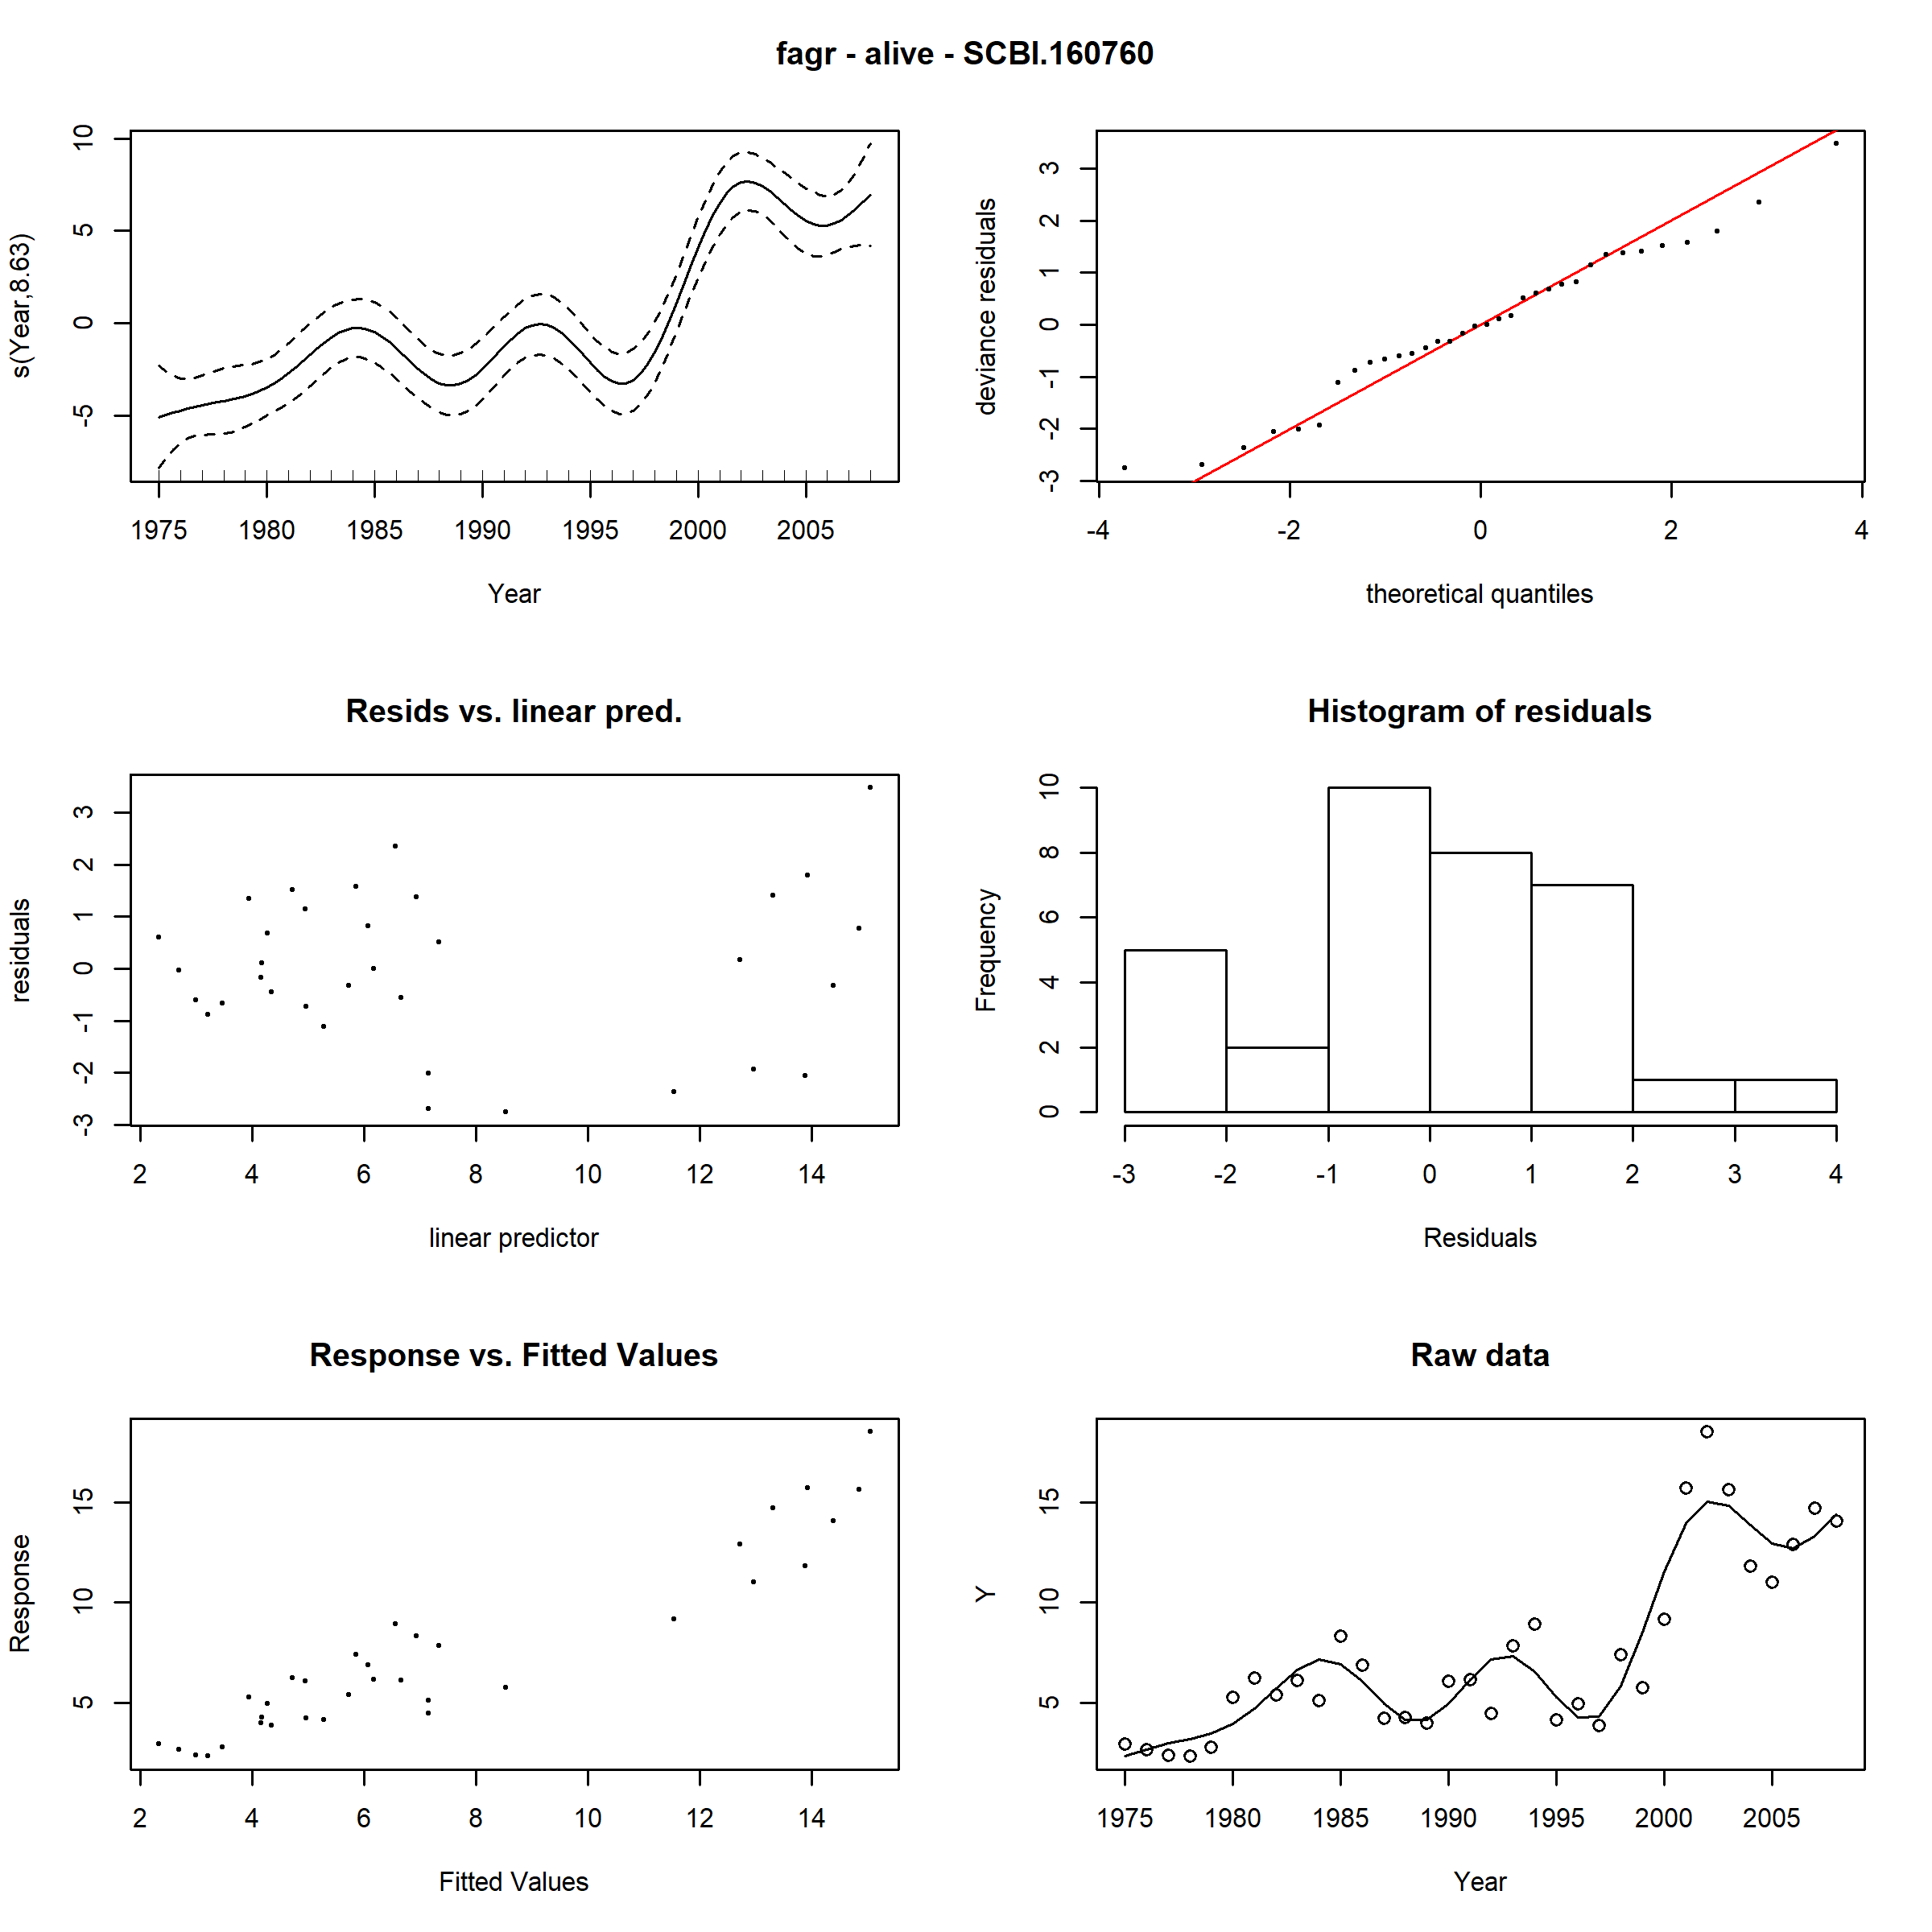 fagr - alive - SCBI.160760
s(Year,8.63)
-5 0 5 10
1975 1980 1985 1990 1995 2000 2005
Year
deviance residuals
-3 -2 -1 0 1 2 3
-4 -2 0 2 4
theoretical quantiles
Resids vs. linear pred.
residuals
-3 -2 -1 0 1 2 3
2 4 6 8 10 12 14
linear predictor
Histogram of residuals
Frequency
0 2 4 6 8 10
-3 -2 -1 0 1 2 3 4
Residuals
Response vs. Fitted Values
Response
5 10 15
2 4 6 8 10 12 14
Fitted Values
Raw data
Y
5 10 15
1975 1980 1985 1990 1995 2000 2005
Year